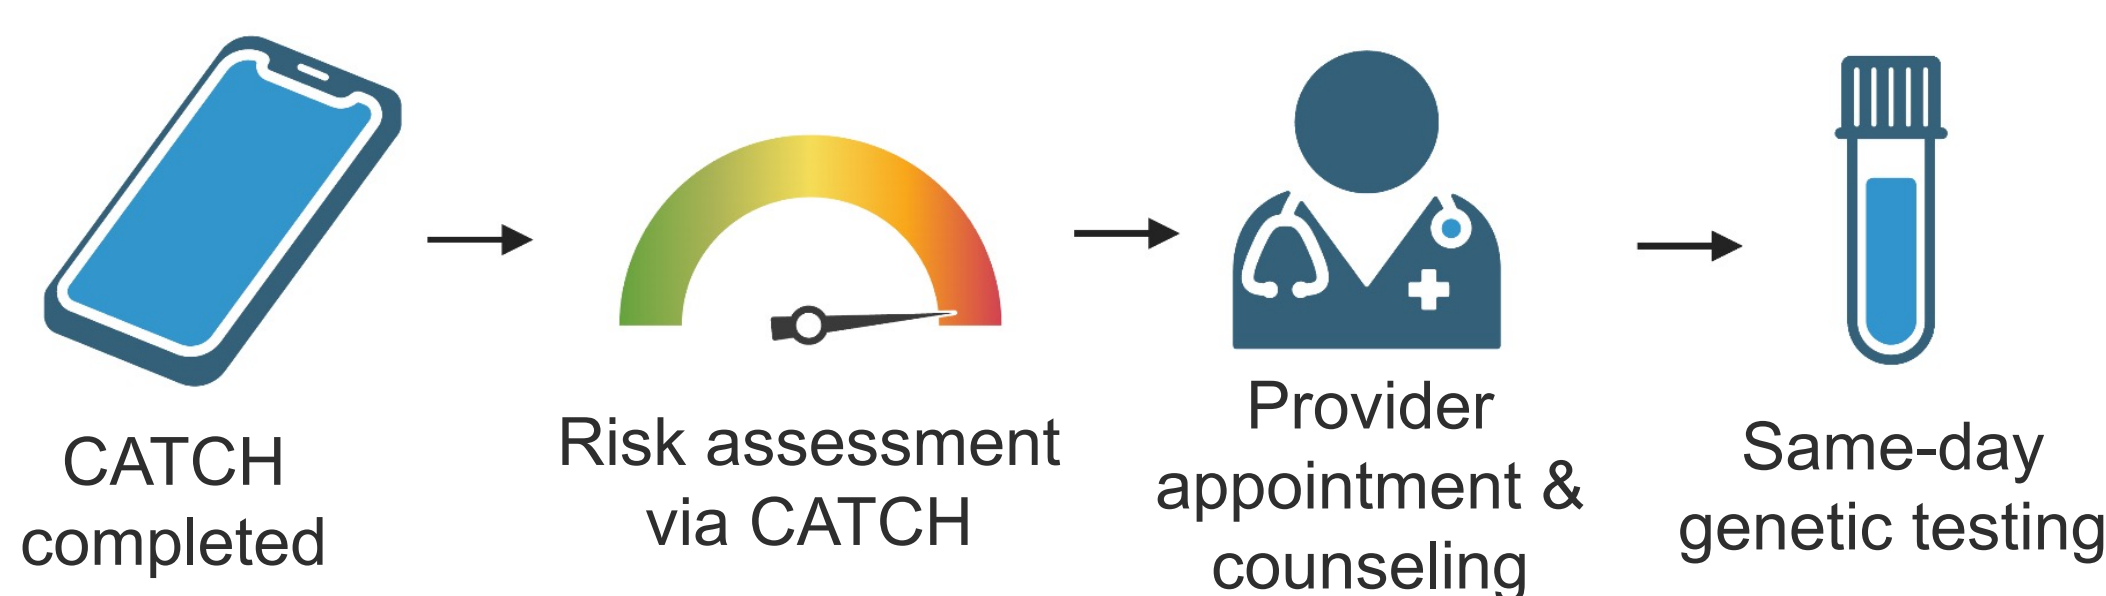 CATCH
completed
Risk assessment
via CATCH
Provider
appointment &
counseling
Same-day
genetic testing